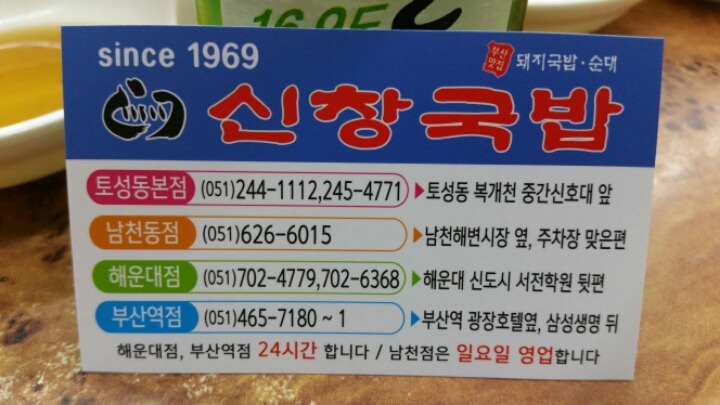 16.9
since 1969
부산
맛집
돼지국밥·순대
신창국밥
토성동본점 (051)244-1112,245-4771 ▶토성동 복개천 중간신호대 앞
남천동점 (051)626-6015 ▶남천해변시장 옆, 주차장 맞은편
해운대점 (051)702-4779,702-6368 ▶해운대 신도시 서전학원 뒷편
부산역점 (051)465-7180 ~ 1 ▶부산역 광장호텔옆, 삼성생명 뒤
해운대점, 부산역점 24시간 합니다 / 남천점은 일요일 영업합니다